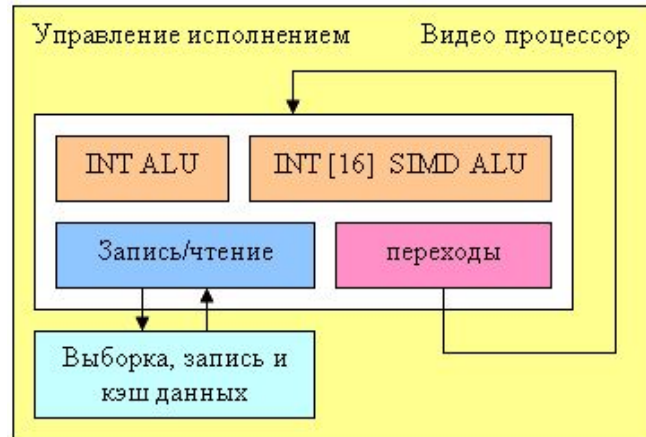 Управление исполнением
Видео процессор
INT ALU
INT [16] SIMD ALU
Запись/чтение
переходы
Выборка, запись и
кэш данных